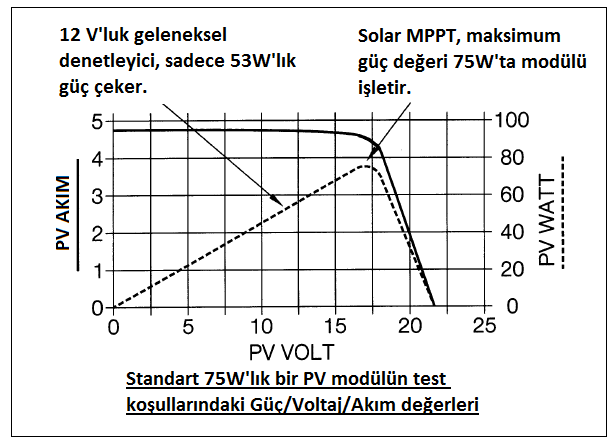 12 V'luk geleneksel
denetleyici, sadece 53W'lık
güç çeker.
Solar MPPT, maksimum
güç değeri 75W'ta modülü
işletir.
5
4
3
2
1
0
PV AKIM
100
80
60
40
20
0
PV WATT
0 5 10 15 20 25
PV VOLT
Standart 75W'lık bir PV modülün test
koşullarındaki Güç/Voltaj/Akım değerleri